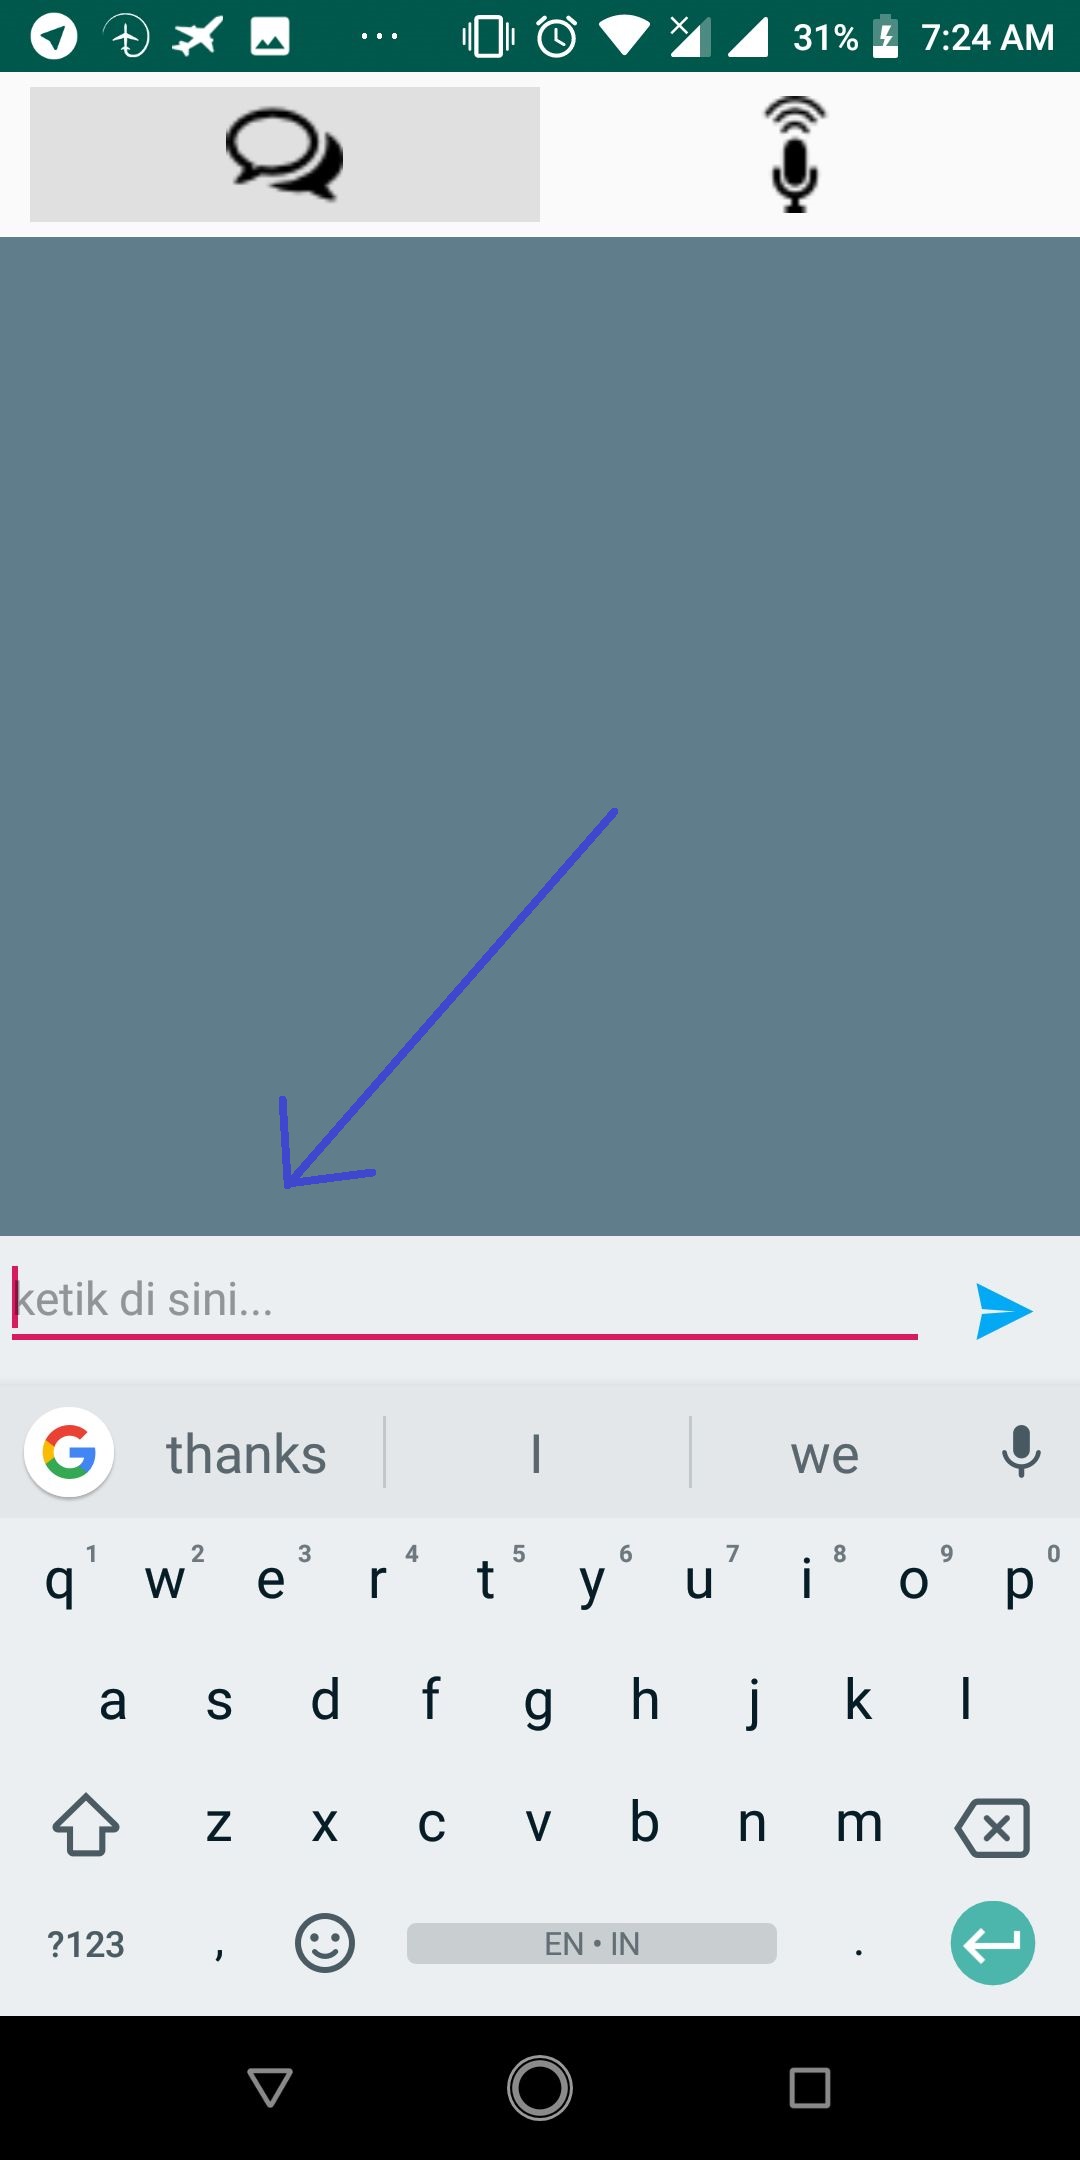 31% 7:24 AM
ketik di sini...
thanks I we
q 1 w 2 e 3 r 4 t 5 y 6 u 7 i 8 o 9 p 0
a s d f g h j k l
z x c v b n m
?123 , EN • IN .